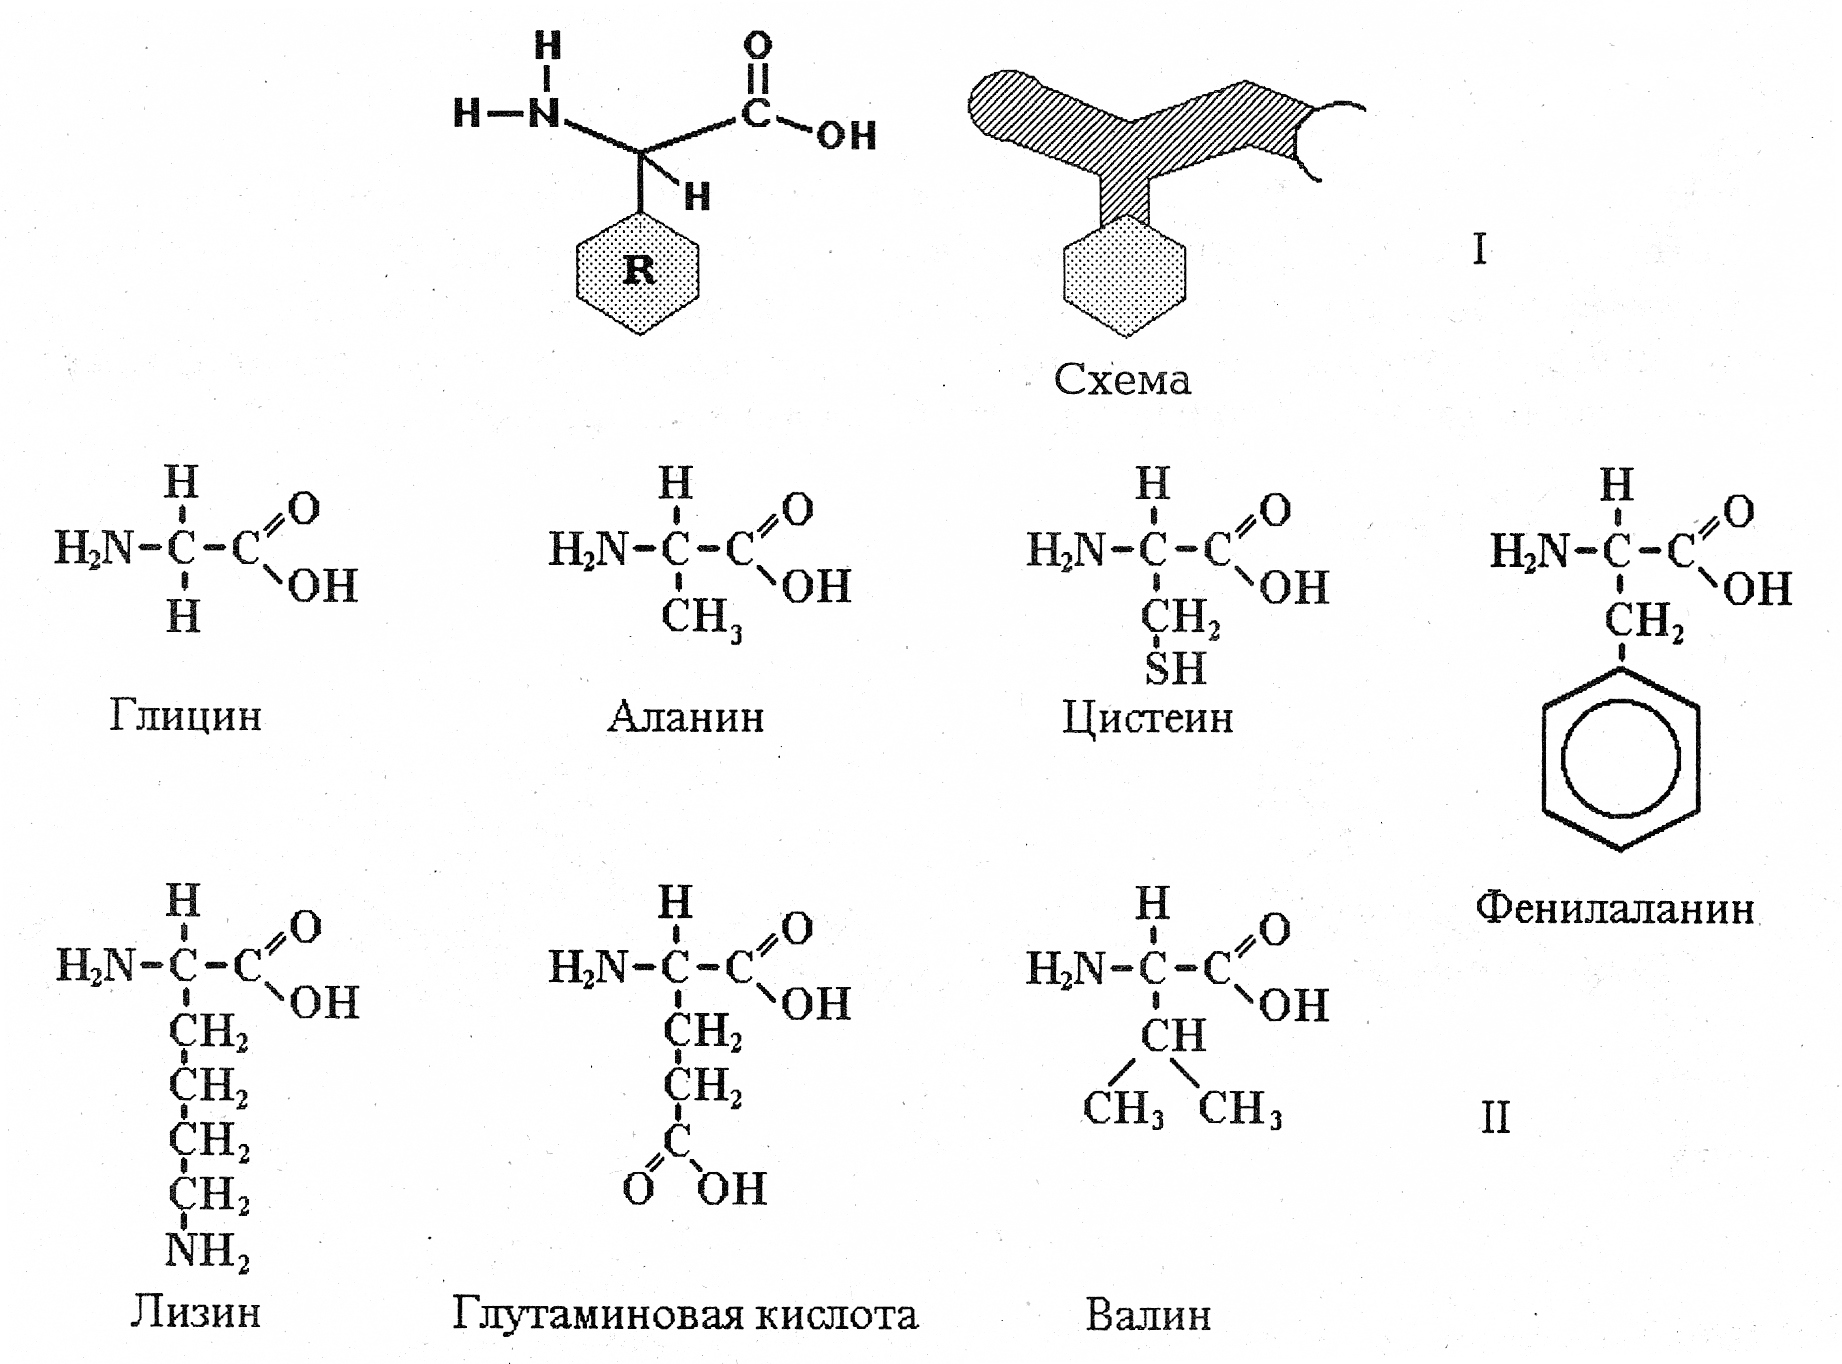 H
O
H
N
C
OH
H
R
I
Схема
H
O
H₂N-C-C
OH
H
Глицин
H
O
H₂N-C-C
OH
CH₃
Аланин
H
O
H₂N-C-C
OH
CH₂
SH
Цистеин
H
O
H₂N-C-C
OH
CH₂
Фенилаланин
H
O
H₂N-C-C
OH
CH₂
CH₂
CH₂
CH₂
NH₂
Лизин
H
O
H₂N-C-C
OH
CH₂
CH₂
C
O OH
Глутаминовая кислота
H
O
H₂N-C-C
OH
CH
CH₃ CH₃
Валин
II